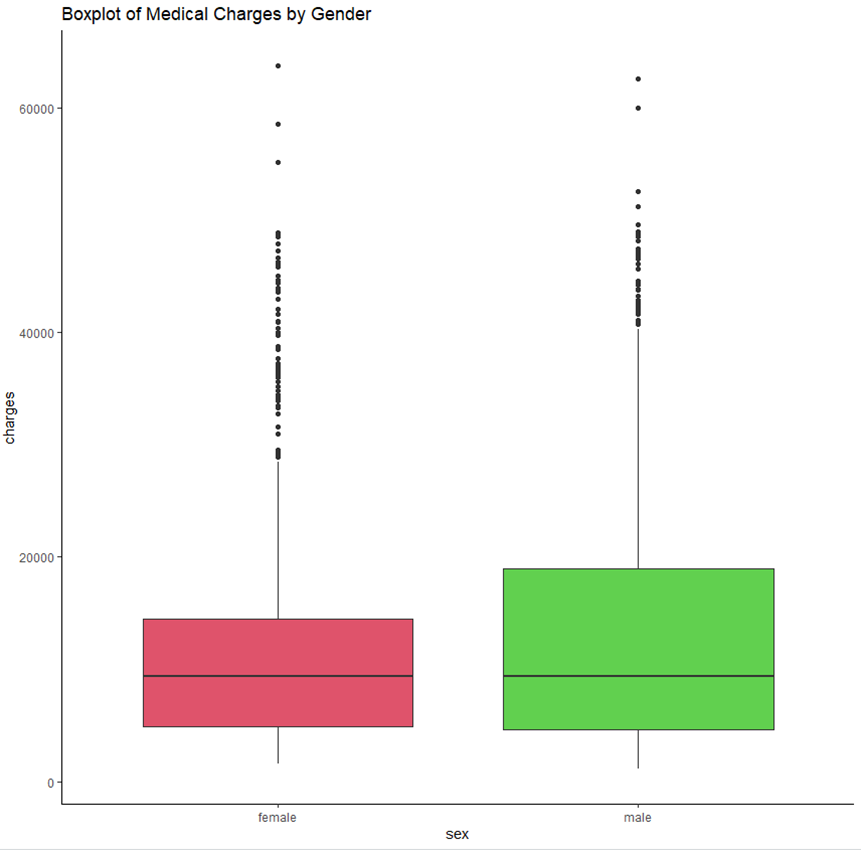 Boxplot of Medical Charges by Gender
60000
40000
charges
20000
0
female
male
sex